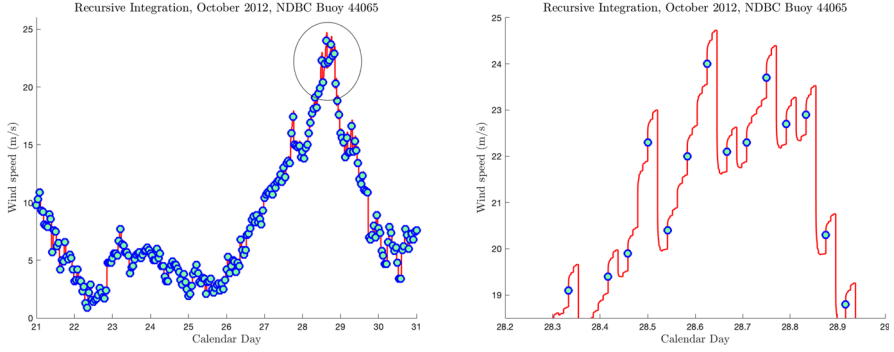 Recursive Integration, October 2012, NDBC Buoy 44065
Wind speed (m/s)
25
20
15
10
5
0
21 22 23 24 25 26 27 28 29 30 31
Calendar Day
Recursive Integration, October 2012, NDBC Buoy 44065
Wind speed (m/s)
25
24
23
22
21
20
19
28.2 28.3 28.4 28.5 28.6 28.7 28.8 28.9 29
Calendar Day